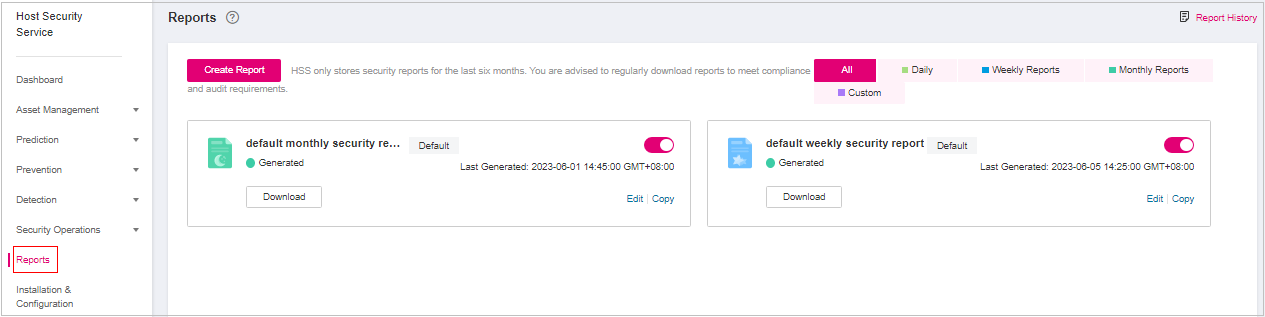 Host Security
Service
Dashboard
Asset Management
Prediction
Prevention
Detection
Security Operations
Reports
Installation &
Configuration
Reports ?
Report History
Create Report
HSS only stores security reports for the last six months. You are advised to regularly download reports to meet compliance
and audit requirements.
All
Daily
Weekly Reports
Monthly Reports
Custom
default monthly security re... Default
Generated
Last Generated: 2023-06-01 14:45:00 GMT+08:00
Download
Edit | Copy
default weekly security report Default
Generated
Last Generated: 2023-06-05 14:25:00 GMT+08:00
Download
Edit | Copy